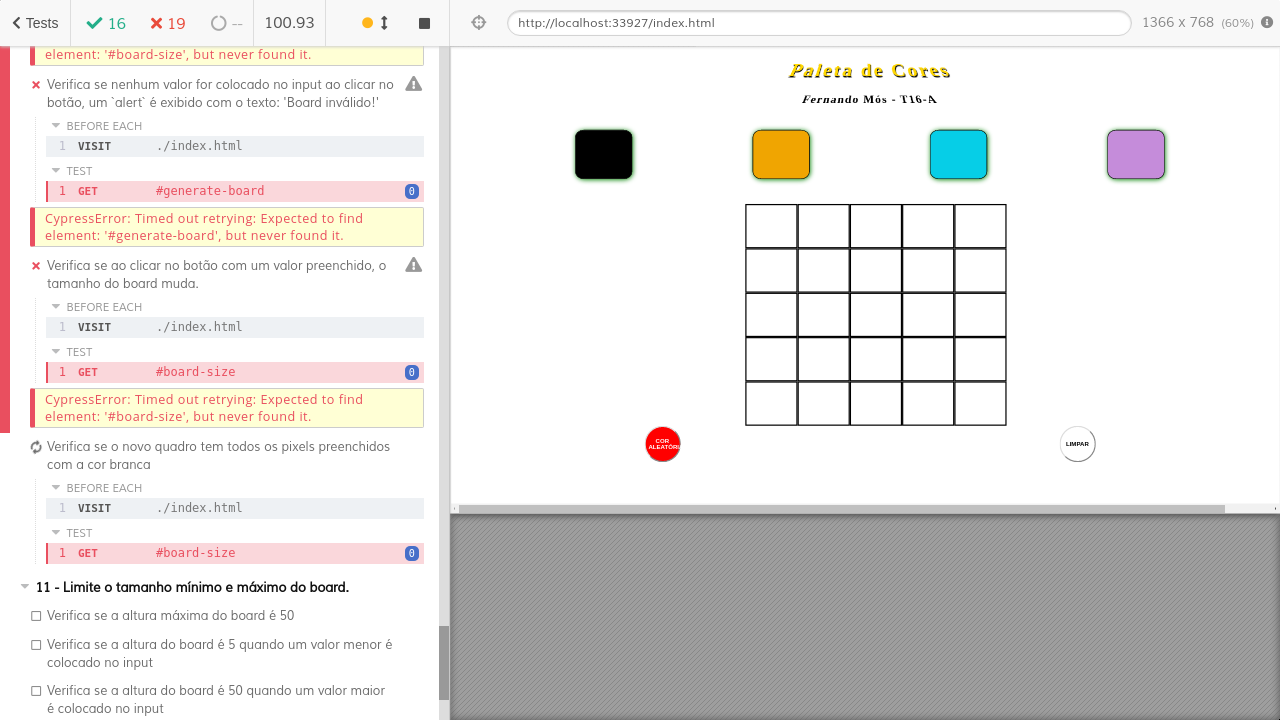 Tests
16
19
--
100.93
http://localhost:33927/index.html
1366 x 768 (60%)
element: '#board-size', but never found it.
Verifica se nenhum valor for colocado no input ao clicar no
botão, um `alert` é exibido com o texto: 'Board inválido!'
BEFORE EACH
1 VISIT ./index.html
TEST
1 GET #generate-board 0
CypressError: Timed out retrying: Expected to find
element: '#generate-board', but never found it.
Verifica se ao clicar no botão com um valor preenchido, o
tamanho do board muda.
BEFORE EACH
1 VISIT ./index.html
TEST
1 GET #board-size 0
CypressError: Timed out retrying: Expected to find
element: '#board-size', but never found it.
Verifica se o novo quadro tem todos os pixels preenchidos
com a cor branca
BEFORE EACH
1 VISIT ./index.html
TEST
1 GET #board-size 0
11 - Limite o tamanho mínimo e máximo do board.
Verifica se a altura máxima do board é 50
Verifica se a altura do board é 5 quando um valor menor é
colocado no input
Verifica se a altura do board é 50 quando um valor maior
é colocado no input
Paleta de Cores
Fernando Mós - T16-A
COR
ALEATÓRI
LIMPAR